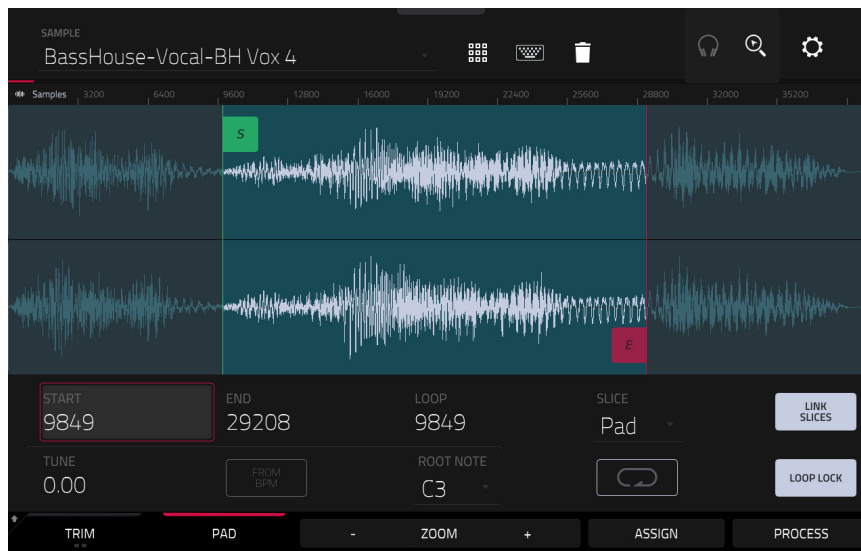 SAMPLE
BassHouse-Vocal-BH Vox 4
Samples 3200 6400 9600 12800 16000 19200 22400 25600 28800 32000 35200
S
E
START END LOOP SLICE
9849 29208 9849 Pad
LINK SLICES
TUNE FROM BPM ROOT NOTE
0.00 C3
LOOP LOCK
TRIM PAD - ZOOM + ASSIGN PROCESS